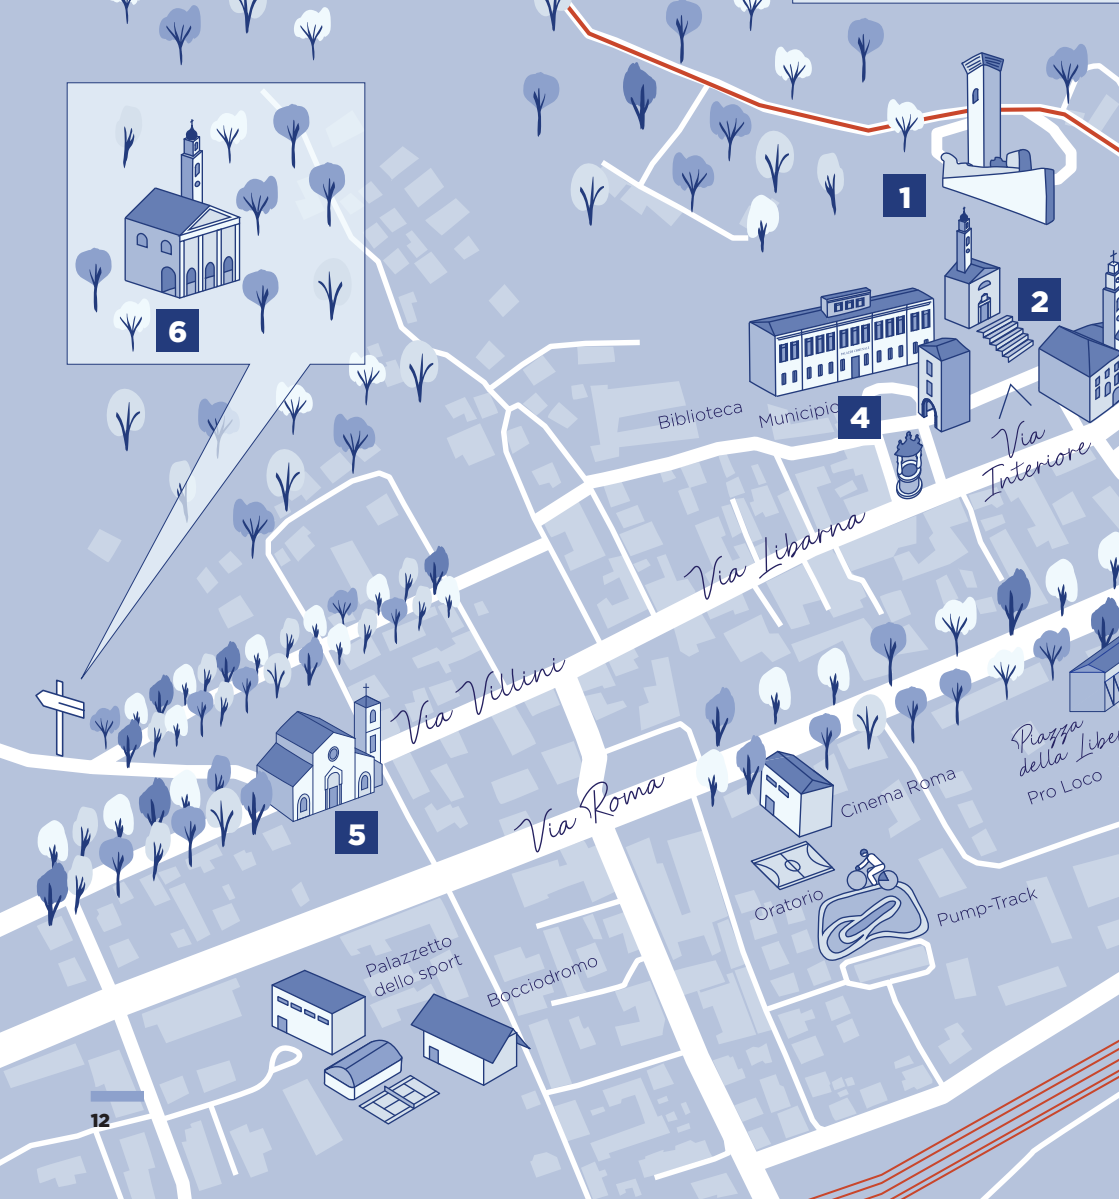 1
2
6
Biblioteca
Municipio
4
Via
Interiore
Via Libarna
Via Villini
5
Via Roma
Piazza
della Libe
Pro Loco
Cinema Roma
Oratorio
Pump-Track
Palazzetto
dello sport
Bocciodromo
12